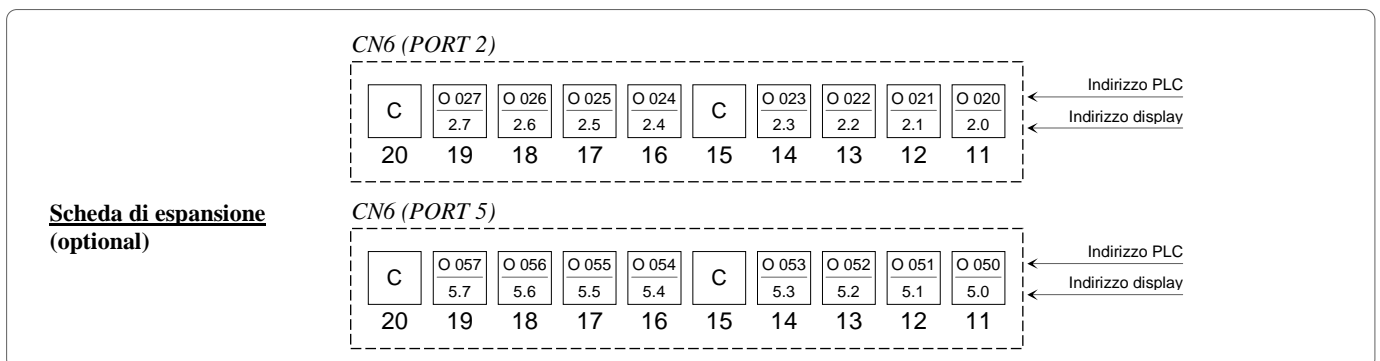 CN6 (PORT 2)
C O 027 O 026 O 025 O 024 C O 023 O 022 O 021 O 020 Indirizzo PLC
2.7 2.6 2.5 2.4 2.3 2.2 2.1 2.0 Indirizzo display
20 19 18 17 16 15 14 13 12 11
Scheda di espansione
(optional)
CN6 (PORT 5)
C O 057 O 056 O 055 O 054 C O 053 O 052 O 051 O 050 Indirizzo PLC
5.7 5.6 5.5 5.4 5.3 5.2 5.1 5.0 Indirizzo display
20 19 18 17 16 15 14 13 12 11